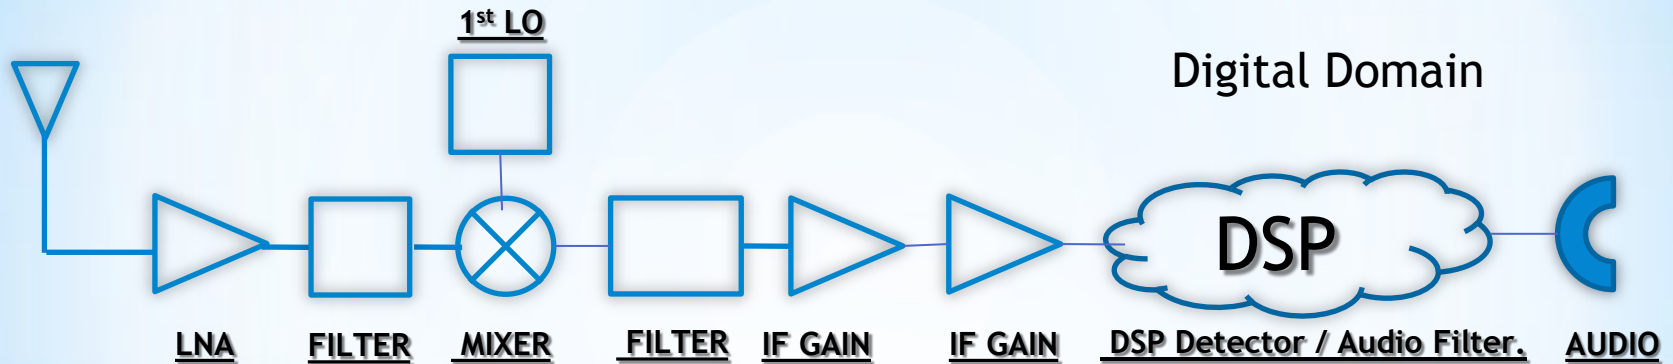 1st LO
Digital Domain
DSP
LNA
FILTER
MIXER
FILTER
IF GAIN
IF GAIN
DSP Detector / Audio Filter.
AUDIO